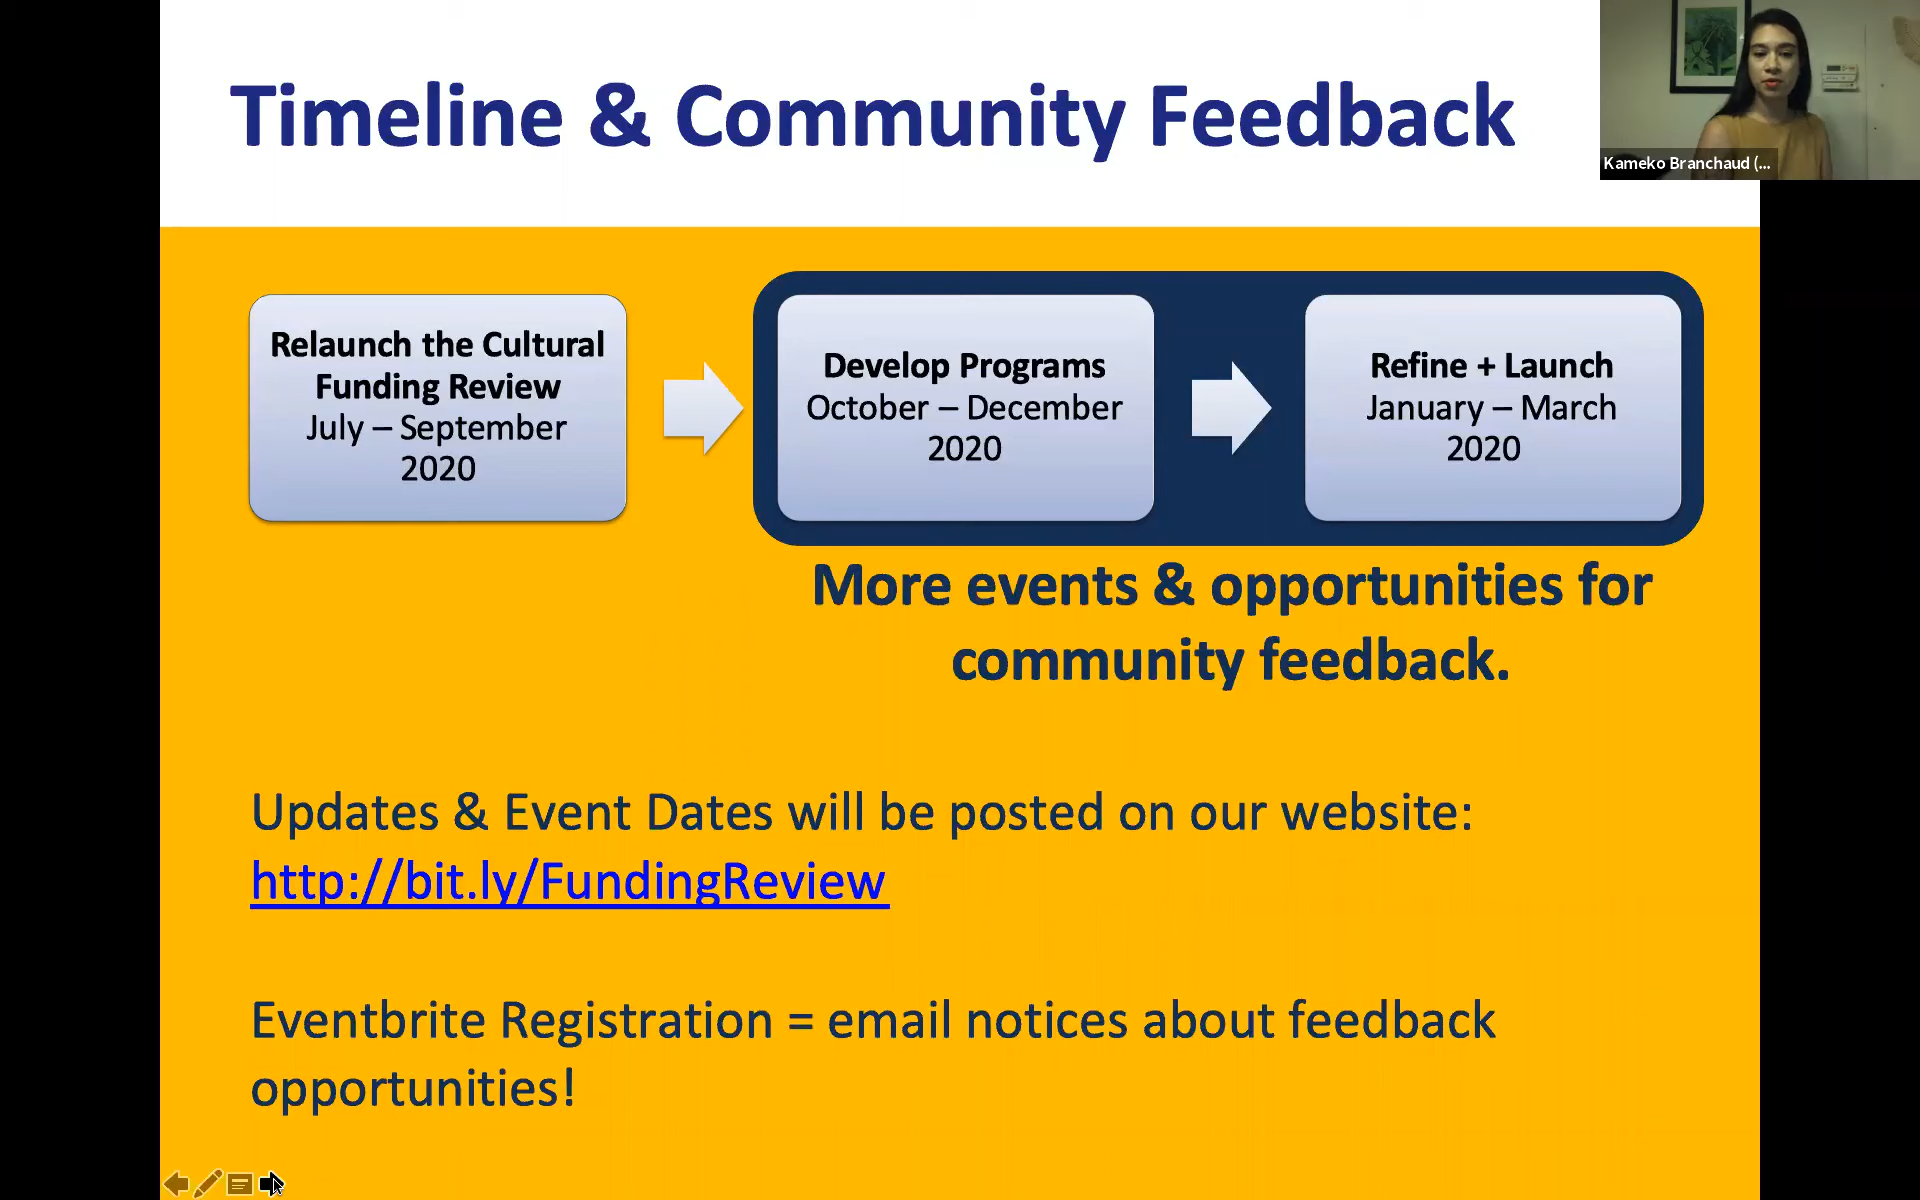 Timeline & Community Feedback
Kameko Branchaud (...
Relaunch the Cultural
Funding Review
July – September
2020
Develop Programs
October – December
2020
Refine + Launch
January – March
2020
More events & opportunities for
community feedback.
Updates & Event Dates will be posted on our website:
http://bit.ly/FundingReview
Eventbrite Registration = email notices about feedback
opportunities!